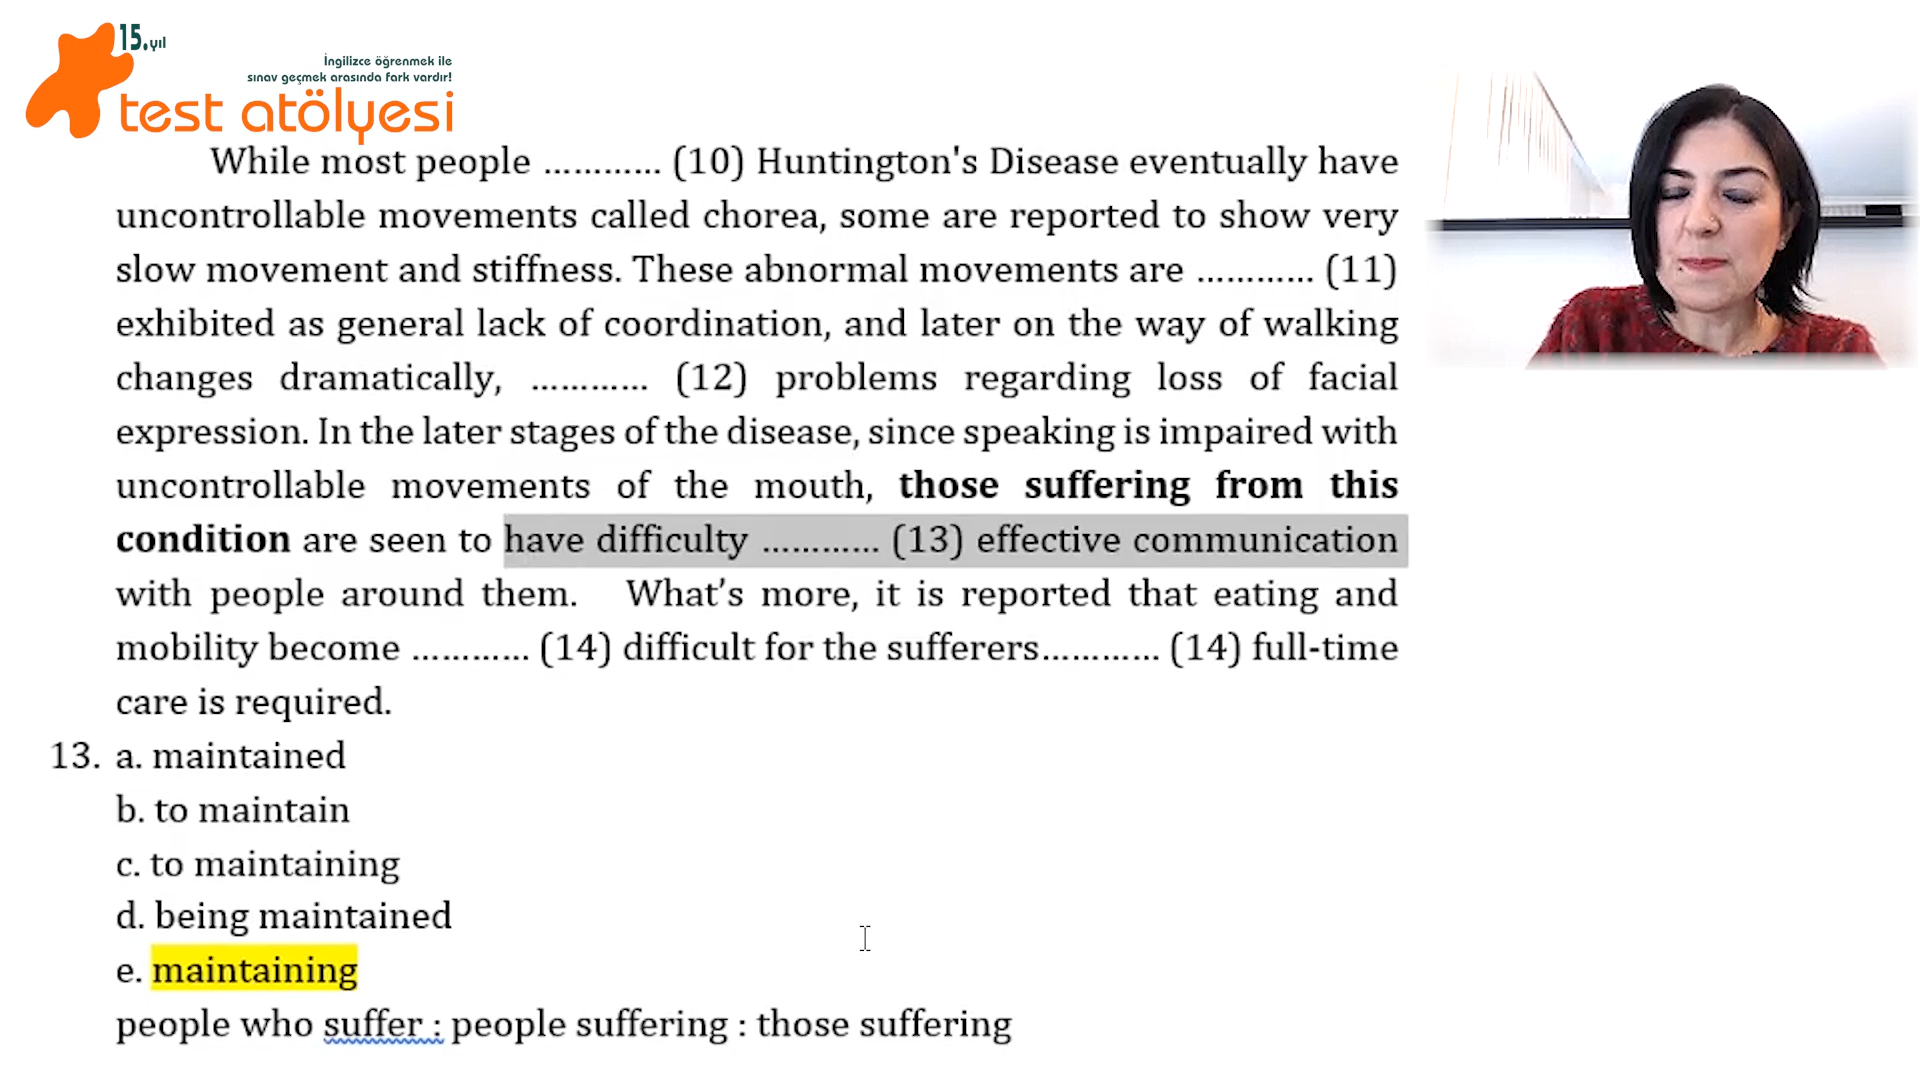 15.yıl
İngilizce öğrenmek ile
sınav geçmek arasında fark vardır!
test atölyesi
While most people ………… (10) Huntington's Disease eventually have
uncontrollable movements called chorea, some are reported to show very
slow movement and stiffness. These abnormal movements are ………… (11)
exhibited as general lack of coordination, and later on the way of walking
changes dramatically, ………… (12) problems regarding loss of facial
expression. In the later stages of the disease, since speaking is impaired with
uncontrollable movements of the mouth, those suffering from this
condition are seen to have difficulty ………… (13) effective communication
with people around them. What’s more, it is reported that eating and
mobility become ………… (14) difficult for the sufferers………… (14) full-time
care is required.
13. a. maintained
b. to maintain
c. to maintaining
d. being maintained
e. maintaining
people who suffer : people suffering : those suffering